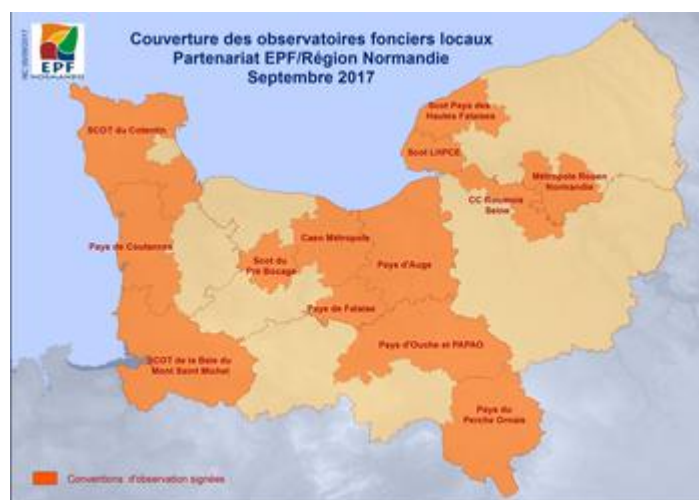 Couverture des observatoires fonciers locaux
Partenariat EPF/Région Normandie
Septembre 2017
EPF
NORMANDIE
SCOT du Cotentin
Scot Pays des
Hautes Falaises
Scot LHPCE
Métropole Rouen
Normandie
CC Roumois
Seine
Pays de Coutances
Caen Métropole
Scot du
Pré Bocage
Pays d'Auge
Pays de Falaise
SCOT de la Baie du
Mont Saint Michel
Pays d'Ouche et PAPAO
Pays du
Perche Ornais
Conventions d'observation signées